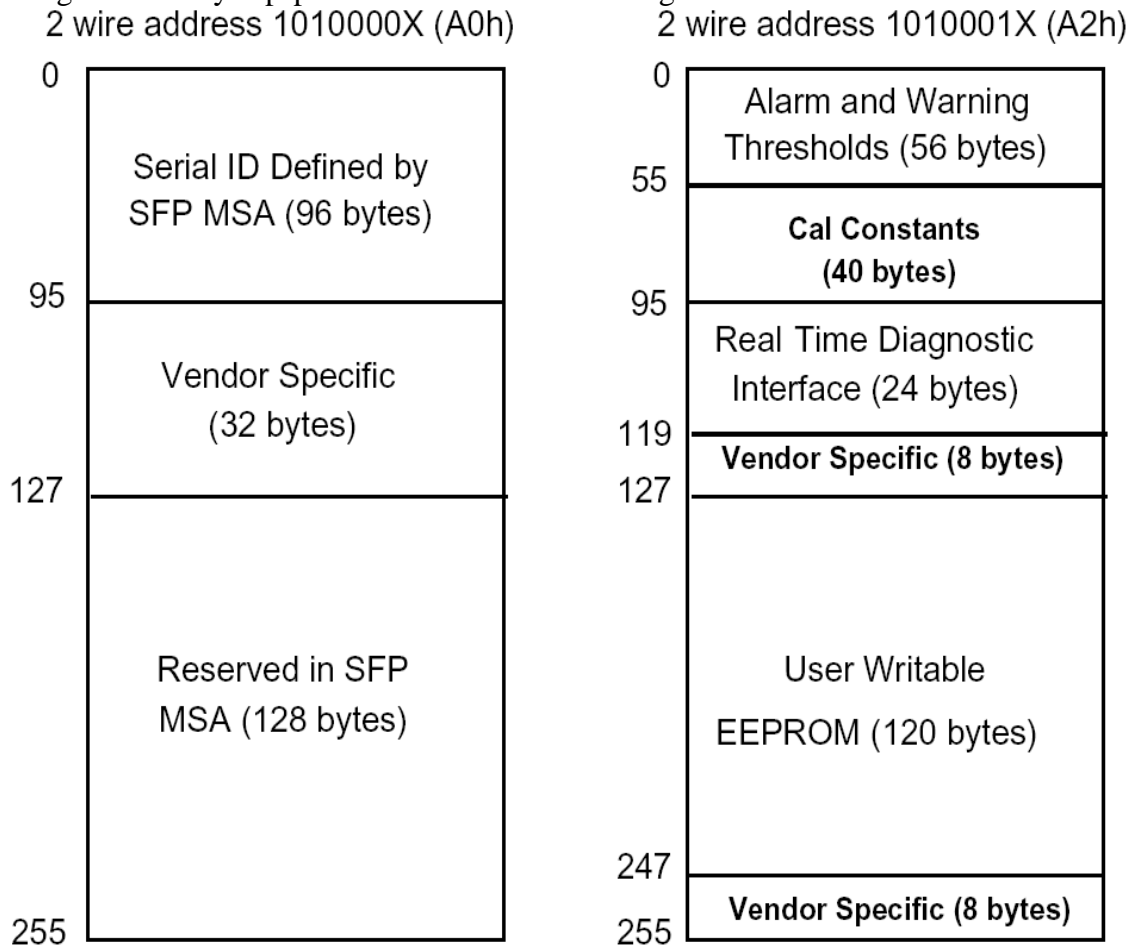 2 wire address 1010000X (A0h)
0
Serial ID Defined by
SFP MSA (96 bytes)
95
Vendor Specific
(32 bytes)
127
Reserved in SFP
MSA (128 bytes)
255
2 wire address 1010001X (A2h)
0
Alarm and Warning
Thresholds (56 bytes)
55
Cal Constants
(40 bytes)
95
Real Time Diagnostic
Interface (24 bytes)
119
Vendor Specific (8 bytes)
127
User Writable
EEPROM (120 bytes)
247
Vendor Specific (8 bytes)
255